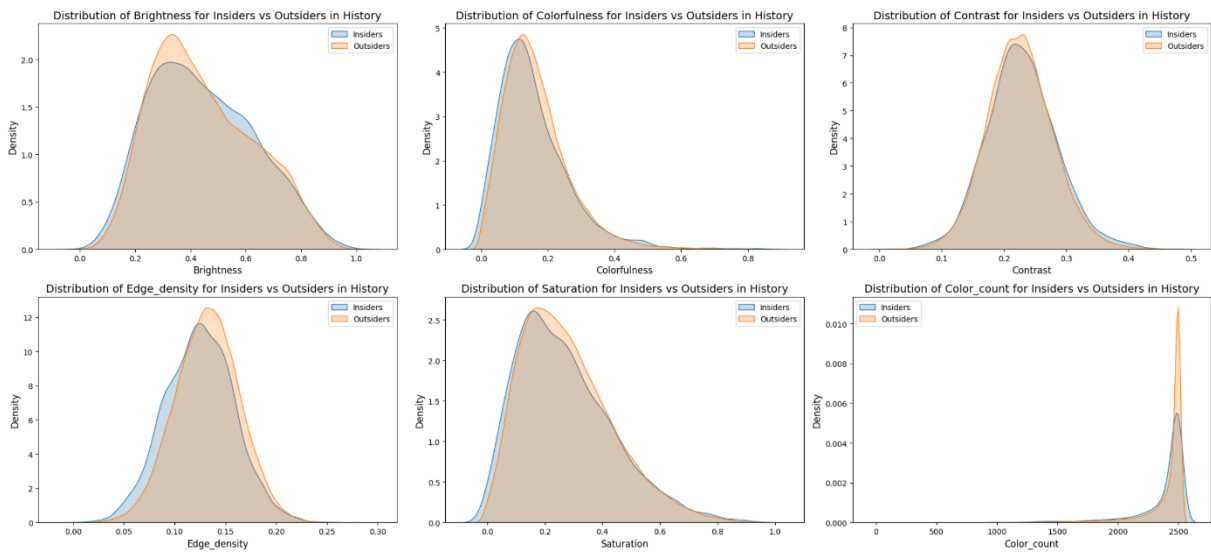 Distribution of Brightness for Insiders vs Outsiders in History
Insiders
Outsiders
2.0
1.5
1.0
0.5
0.0
Density
0.0 0.2 0.4 0.6 0.8 1.0
Brightness
Distribution of Colorfulness for Insiders vs Outsiders in History
Insiders
Outsiders
5
4
3
2
1
0
Density
0.0 0.2 0.4 0.6 0.8
Colorfulness
Distribution of Contrast for Insiders vs Outsiders in History
Insiders
Outsiders
8
7
6
5
4
3
2
1
0
Density
0.0 0.1 0.2 0.3 0.4 0.5
Contrast
Distribution of Edge_density for Insiders vs Outsiders in History
Insiders
Outsiders
12
10
8
6
4
2
0
Density
0.00 0.05 0.10 0.15 0.20 0.25 0.30
Edge_density
Distribution of Saturation for Insiders vs Outsiders in History
Insiders
Outsiders
2.5
2.0
1.5
1.0
0.5
0.0
Density
0.0 0.2 0.4 0.6 0.8 1.0
Saturation
Distribution of Color_count for Insiders vs Outsiders in History
Insiders
Outsiders
0.010
0.008
0.006
0.004
0.002
0.000
Density
0 500 1000 1500 2000 2500
Color_count